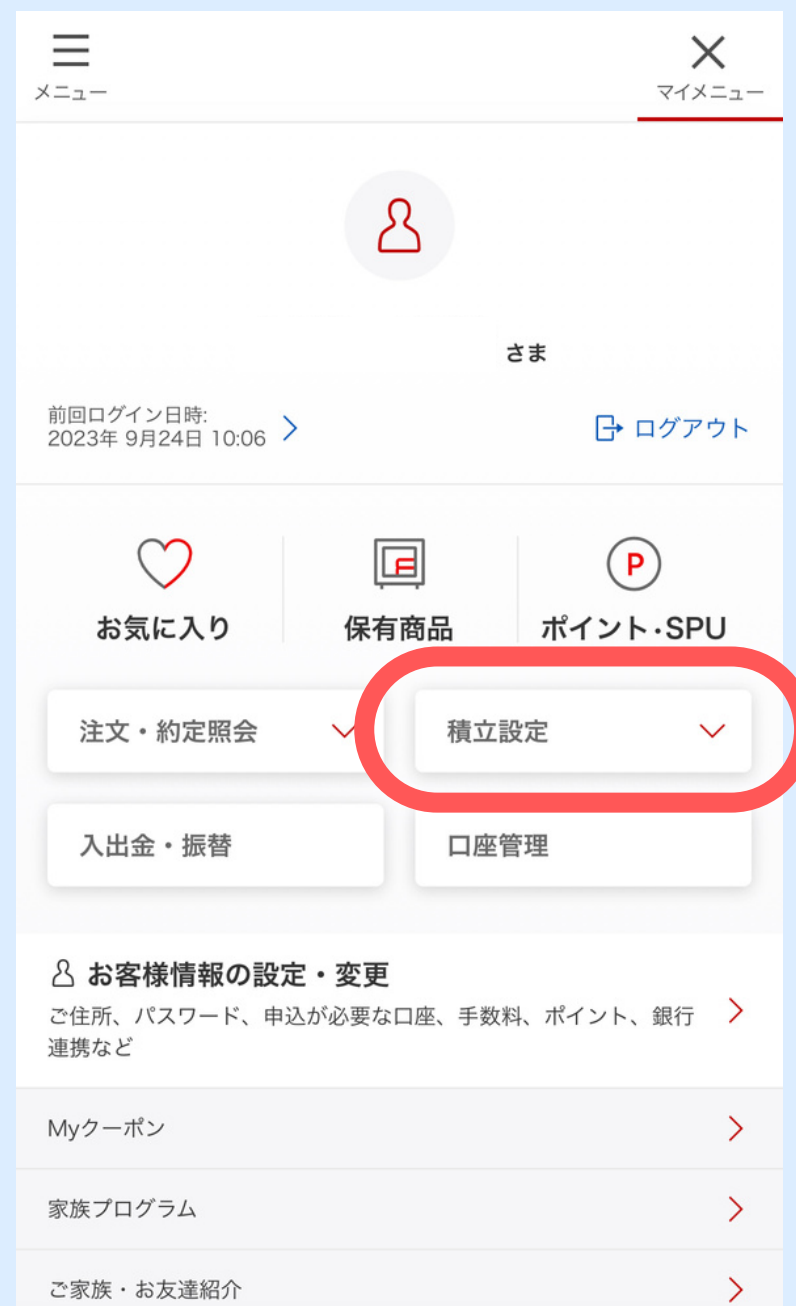 メニュー
マイメニュー
さま
前回ログイン日時:
2023年 9月24日 10:06
ログアウト
お気に入り
保有商品
P
ポイント・SPU
注文・約定照会
積立設定
入出金・振替
口座管理
お客様情報の設定・変更
ご住所、パスワード、申込が必要な口座、手数料、ポイント、銀行
連携など
Myクーポン
家族プログラム
ご家族・お友達紹介